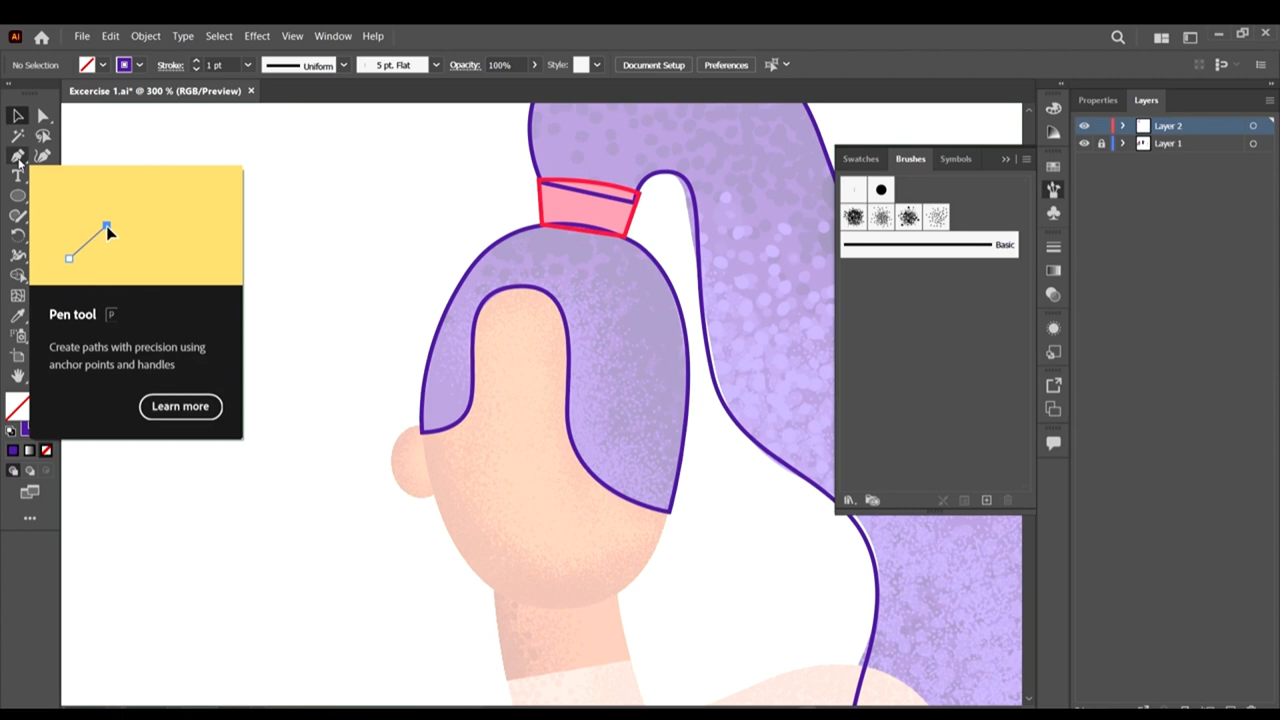 Ai File Edit Object Type Select Effect View Window Help
No Selection Stroke: 1 pt Uniform 5 pt. Flat Opacity: 100% Style: Document Setup Preferences
Excercise 1.ai* @ 300 % (RGB/Preview)
Properties Layers
Layer 2
Layer 1
Swatches Brushes Symbols
Basic
Pen tool P
Create paths with precision using
anchor points and handles
Learn more